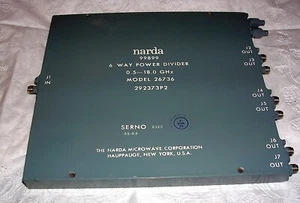 narda
99899
6 WAY POWER DIVIDER
0.5—18.0 GHz
MODEL 26736
292373P2
J1
IN
J2
OUT
J3
OUT
J4
OUT
J5
OUT
J6
OUT
J7
OUT
SERNO
THE NARDA MICROWAVE CORPORATION
HAUPPAUGE, NEW YORK, U.S.A.